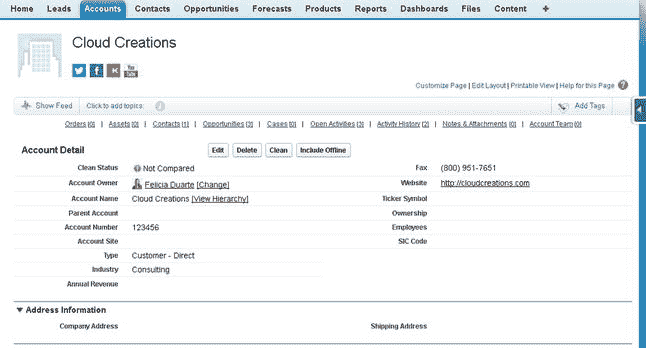 Home Leads Accounts Contacts Opportunities Forecasts Products Reports Dashboards Files Content +
Cloud Creations
You Tube
Customize Page | Edit Layout | Printable View | Help for this Page ?
Show Feed Click to add topics: Add Tags
Orders [0] | Assets [0] | Contacts [1] | Opportunities [3] | Cases [0] | Open Activities [3] | Activity History [2] | Notes & Attachments [0] | Account Team [0]
Account Detail Edit Delete Clean Include Offline
Clean Status Not Compared Fax (800) 951-7651
Account Owner Felicia Duarte [Change] Website http://cloudcreations.com
Account Name Cloud Creations [View Hierarchy] Ticker Symbol
Parent Account Ownership
Account Number 123456 Employees
Account Site SIC Code
Type Customer - Direct
Industry Consulting
Annual Revenue
Address Information
Company Address Shipping Address